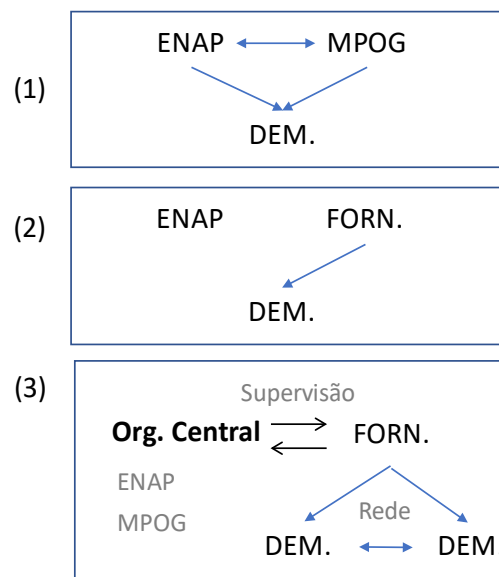 (1)
ENAP MPOG
DEM.
(2)
ENAP FORN.
DEM.
(3)
Supervisão
Org. Central FORN.
ENAP
MPOG
Rede
DEM. DEM